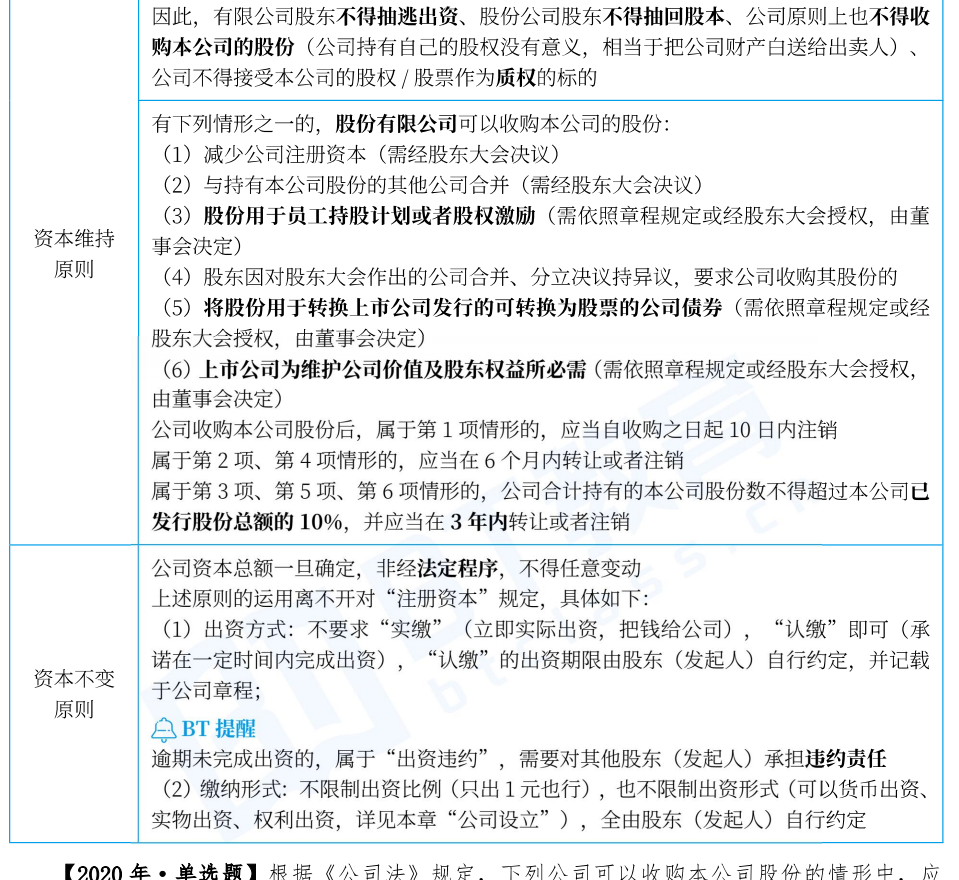 因此，有限公司股东不得抽逃出资、股份公司股东不得抽回股本、公司原则上也不得收
购本公司的股份（公司持有自己的股权没有意义，相当于把公司财产白送给出卖人）、
公司不得接受本公司的股权 / 股票作为质权的标的
资本维持
原则
有下列情形之一的，股份有限公司可以收购本公司的股份：
（1）减少公司注册资本（需经股东大会决议）
（2）与持有本公司股份的其他公司合并（需经股东大会决议）
（3）股份用于员工持股计划或者股权激励（需依照章程规定或经股东大会授权，由董
事会决定）
（4）股东因对股东大会作出的公司合并、分立决议持异议，要求公司收购其股份的
（5）将股份用于转换上市公司发行的可转换为股票的公司债券（需依照章程规定或经
股东大会授权，由董事会决定）
（6）上市公司为维护公司价值及股东权益所必需（需依照章程规定或经股东大会授权，
由董事会决定）
公司收购本公司股份后，属于第 1 项情形的，应当自收购之日起 10 日内注销
属于第 2 项、第 4 项情形的，应当在 6 个月内转让或者注销
属于第 3 项、第 5 项、第 6 项情形的，公司合计持有的本公司股份数不得超过本公司已
发行股份总额的 10%，并应当在 3 年内转让或者注销
资本不变
原则
公司资本总额一旦确定，非经法定程序，不得任意变动
上述原则的运用离不开对“注册资本”规定，具体如下：
（1）出资方式：不要求“实缴”（立即实际出资，把钱给公司），“认缴”即可（承
诺在一定时间内完成出资），“认缴”的出资期限由股东（发起人）自行约定，并记载
于公司章程；
BT 提醒
逾期未完成出资的，属于“出资违约”，需要对其他股东（发起人）承担违约责任
（2）缴纳形式：不限制出资比例（只出 1 元也行），也不限制出资形式（可以货币出资、
实物出资、权利出资，详见本章“公司设立”），全由股东（发起人）自行约定
【2020 年·单选题】根据《公司法》规定，下列公司可以收购本公司股份的情形中，应